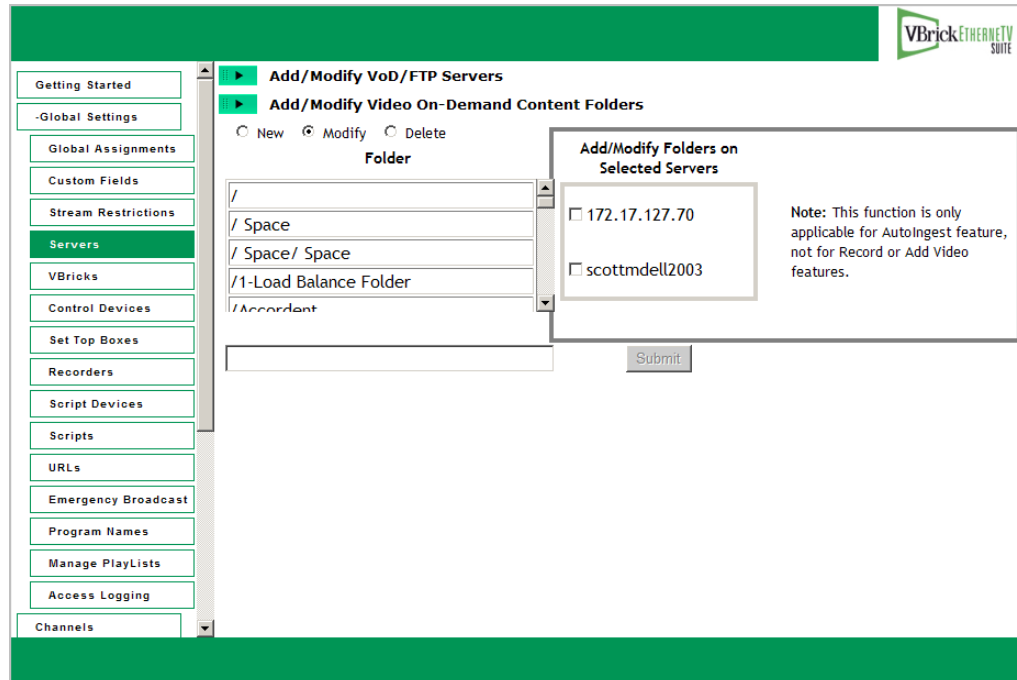 VBrick ETHERNETV
SUITE
Getting Started
-Global Settings
Global Assignments
Custom Fields
Stream Restrictions
Servers
VBricks
Control Devices
Set Top Boxes
Recorders
Script Devices
Scripts
URLs
Emergency Broadcast
Program Names
Manage PlayLists
Access Logging
Channels
Add/Modify VoD/FTP Servers
Add/Modify Video On-Demand Content Folders
New Modify Delete
Folder
/
/ Space
/ Space/ Space
/1-Load Balance Folder
/Accordent
Add/Modify Folders on
Selected Servers
172.17.127.70
scottmdell2003
Note: This function is only
applicable for AutoIngest feature,
not for Record or Add Video
features.
Submit